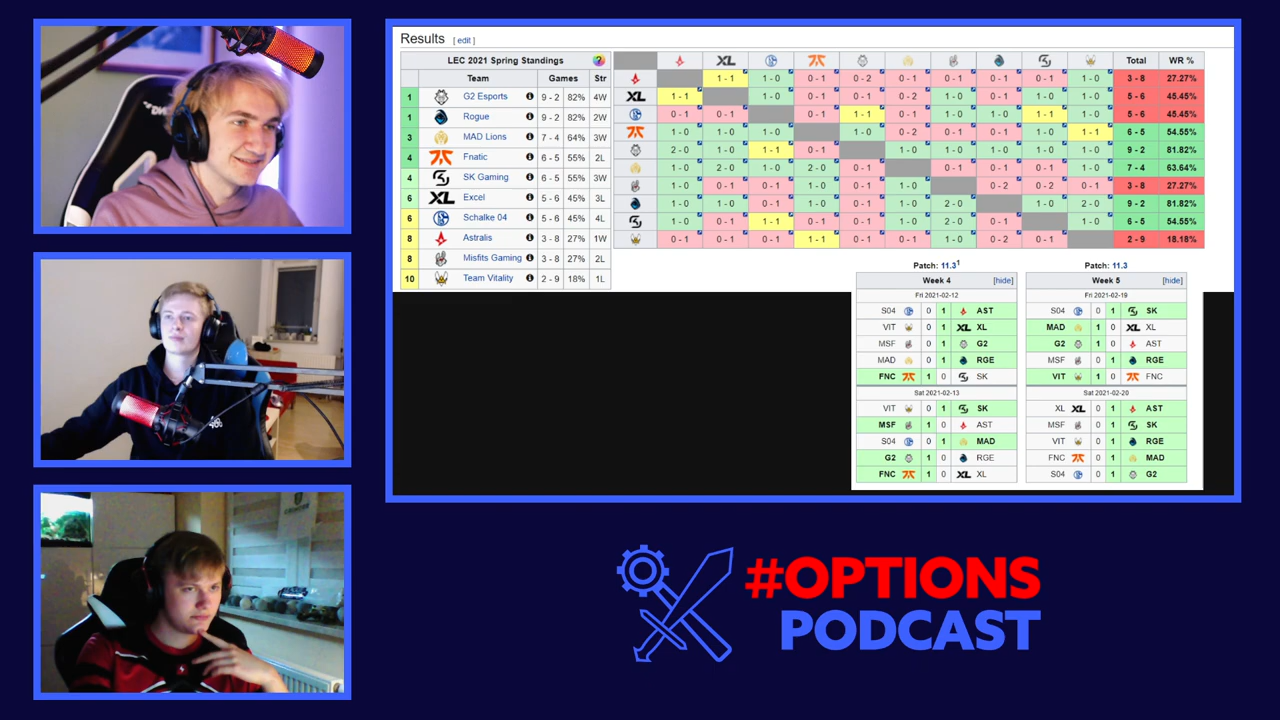 Results [ edit ]
LEC 2021 Spring Standings ?
Team Games Str
1 G2 Esports 9 - 2 82% 4W
1 Rogue 9 - 2 82% 2W
3 MAD Lions 7 - 4 64% 3W
4 Fnatic 6 - 5 55% 2L
4 SK Gaming 6 - 5 55% 3W
6 XL Excel 5 - 6 45% 3L
6 Schalke 04 5 - 6 45% 4L
8 Astralis 3 - 8 27% 1W
8 Misfits Gaming 3 - 8 27% 2L
10 Team Vitality 2 - 9 18% 1L
XL Total WR %
1 - 1 1 - 0 0 - 1 0 - 2 0 - 1 0 - 1 0 - 1 0 - 1 1 - 0 3 - 8 27.27%
XL 1 - 1 1 - 0 0 - 1 0 - 1 0 - 2 1 - 0 0 - 1 1 - 0 1 - 0 5 - 6 45.45%
0 - 1 0 - 1 0 - 1 1 - 1 0 - 1 1 - 0 1 - 0 1 - 1 1 - 0 5 - 6 45.45%
1 - 0 1 - 0 1 - 0 1 - 0 0 - 2 1 - 0 0 - 1 1 - 0 1 - 1 6 - 5 54.55%
2 - 0 1 - 0 1 - 1 0 - 1 1 - 0 1 - 0 1 - 0 1 - 0 1 - 0 9 - 2 81.82%
1 - 0 2 - 0 1 - 0 2 - 0 0 - 1 0 - 1 0 - 1 0 - 1 1 - 0 7 - 4 63.64%
1 - 0 0 - 1 0 - 1 0 - 1 0 - 1 1 - 0 0 - 2 0 - 2 0 - 1 3 - 8 27.27%
1 - 0 1 - 0 0 - 1 1 - 0 0 - 1 1 - 0 2 - 0 1 - 0 2 - 0 9 - 2 81.82%
1 - 0 0 - 1 1 - 1 0 - 1 0 - 1 1 - 0 2 - 0 0 - 1 1 - 0 6 - 5 54.55%
0 - 1 0 - 1 0 - 1 1 - 1 0 - 1 0 - 1 1 - 0 0 - 2 0 - 1 2 - 9 18.18%
Patch: 11.3¹
Week 4 [hide]
Fri 2021-02-12
S04 0 1 AST
VIT 0 1 XL XL
MSF 0 1 G2
MAD 0 1 RGE
FNC 1 0 SK
Sat 2021-02-13
VIT 0 1 SK
MSF 1 0 AST
S04 0 1 MAD
G2 1 0 RGE
FNC 1 0 XL XL
Patch: 11.3
Week 5 [hide]
Fri 2021-02-19
S04 0 1 SK
MAD 1 0 XL XL
G2 1 0 AST
MSF 0 1 RGE
VIT 1 0 FNC
Sat 2021-02-20
XL XL 0 1 AST
MSF 0 1 SK
VIT 0 1 RGE
FNC 0 1 MAD
S04 0 1 G2
#OPTIONS
PODCAST